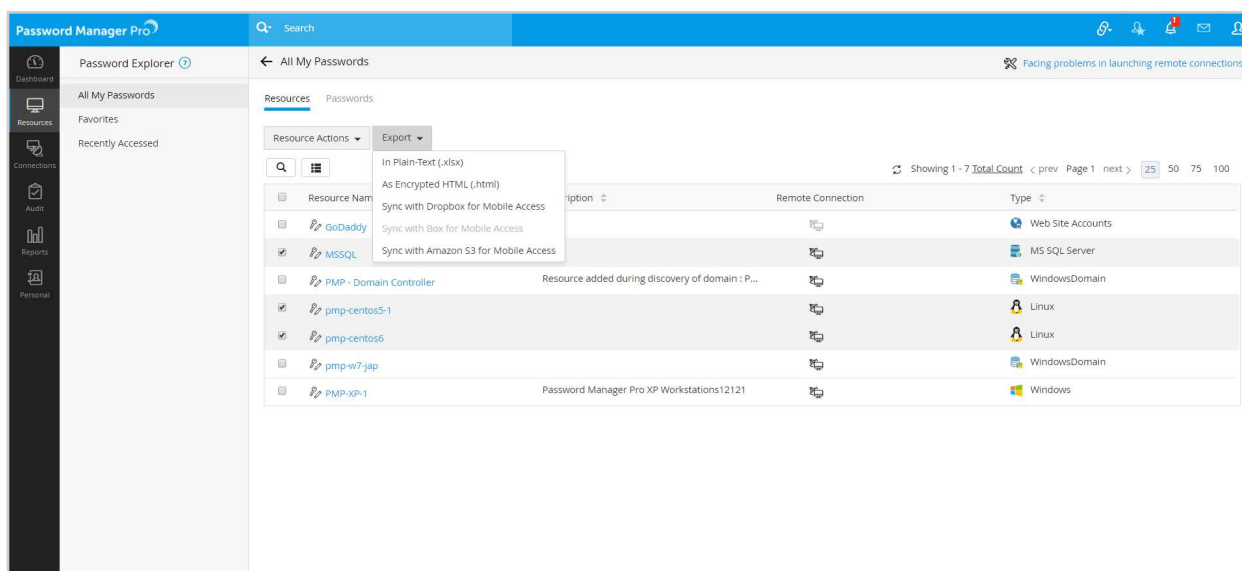 Password Manager Pro
Search
Dashboard
Resources
Connections
Audit
Reports
Personal
Password Explorer ?
All My Passwords
Favorites
Recently Accessed
← All My Passwords
Facing problems in launching remote connections
Resources Passwords
Resource Actions Export
In Plain-Text (.xlsx)
As Encrypted HTML (.html)
Sync with Dropbox for Mobile Access
Sync with Box for Mobile Access
Sync with Amazon S3 for Mobile Access
Showing 1 - 7 Total Count < prev Page 1 next > 25 50 75 100
Resource Nam iption Remote Connection Type
GoDaddy Web Site Accounts
MSSQL MS SQL Server
PMP - Domain Controller Resource added during discovery of domain : P... WindowsDomain
pmp-centos5-1 Linux
pmp-centos6 Linux
pmp-w7-jap WindowsDomain
PMP-XP-1 Password Manager Pro XP Workstations12121 Windows